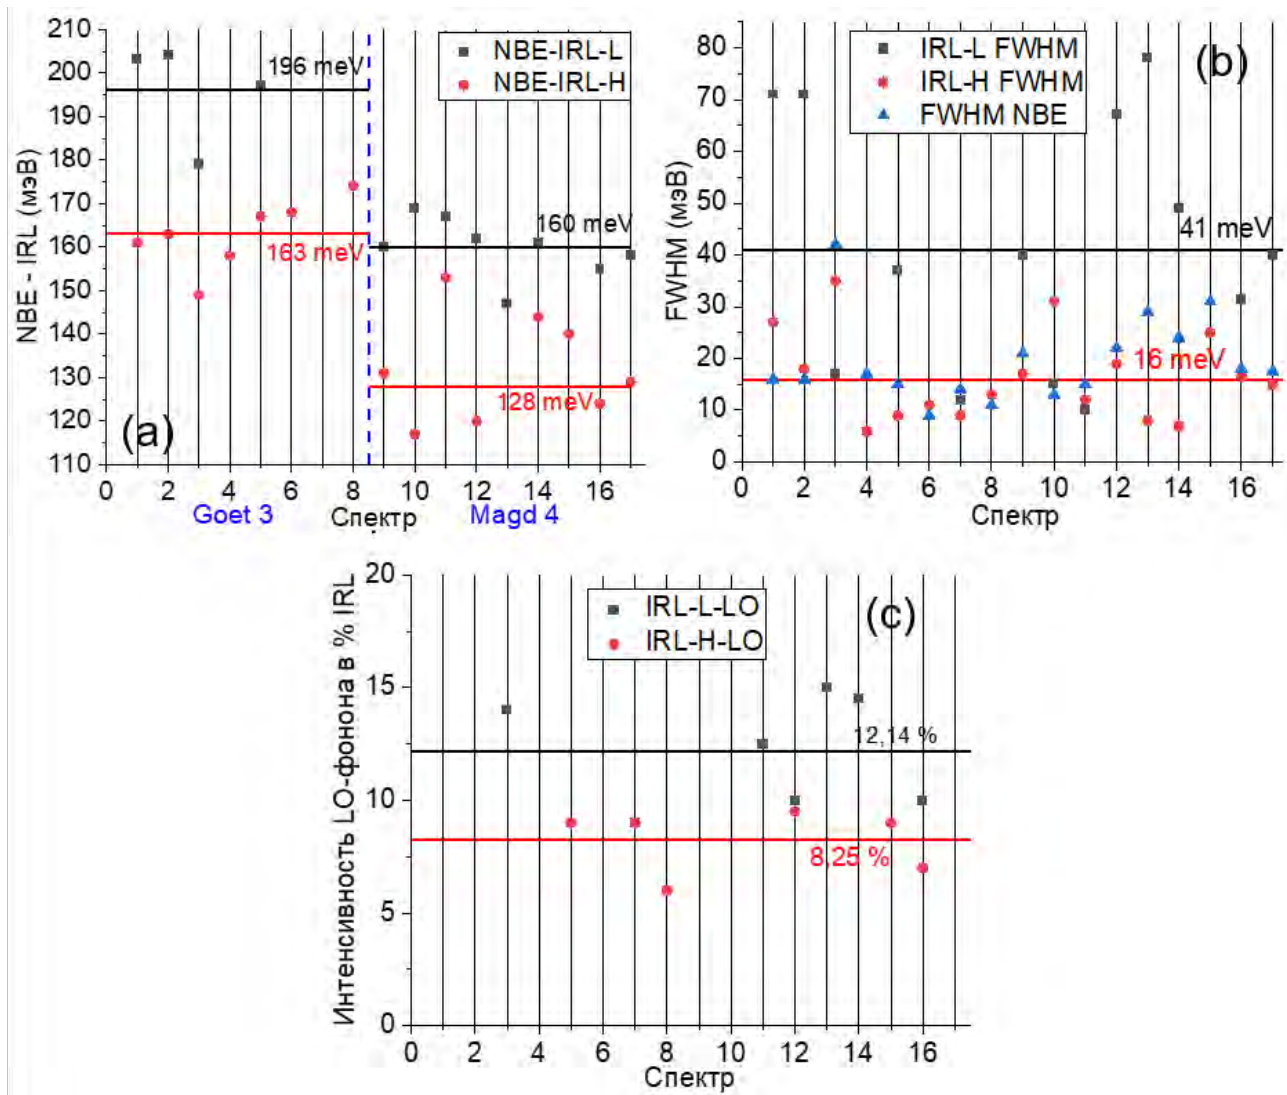 NBE - IRL (мэВ)
210
200
190
180
170
160
150
140
130
120
110
NBE-IRL-L
NBE-IRL-H
196 meV
163 meV
160 meV
128 meV
(a)
0 2 4 6 8 10 12 14 16
Goet 3
Спектр
Magd 4
FWHM (мэВ)
80
70
60
50
40
30
20
10
0
IRL-L FWHM
IRL-H FWHM
FWHM NBE
(b)
41 meV
16 meV
0 2 4 6 8 10 12 14 16
Спектр
Интенсивность LO-фонона в % IRL
20
15
10
5
0
IRL-L-LO
IRL-H-LO
(c)
12,14 %
8,25 %
0 2 4 6 8 10 12 14 16
Спектр